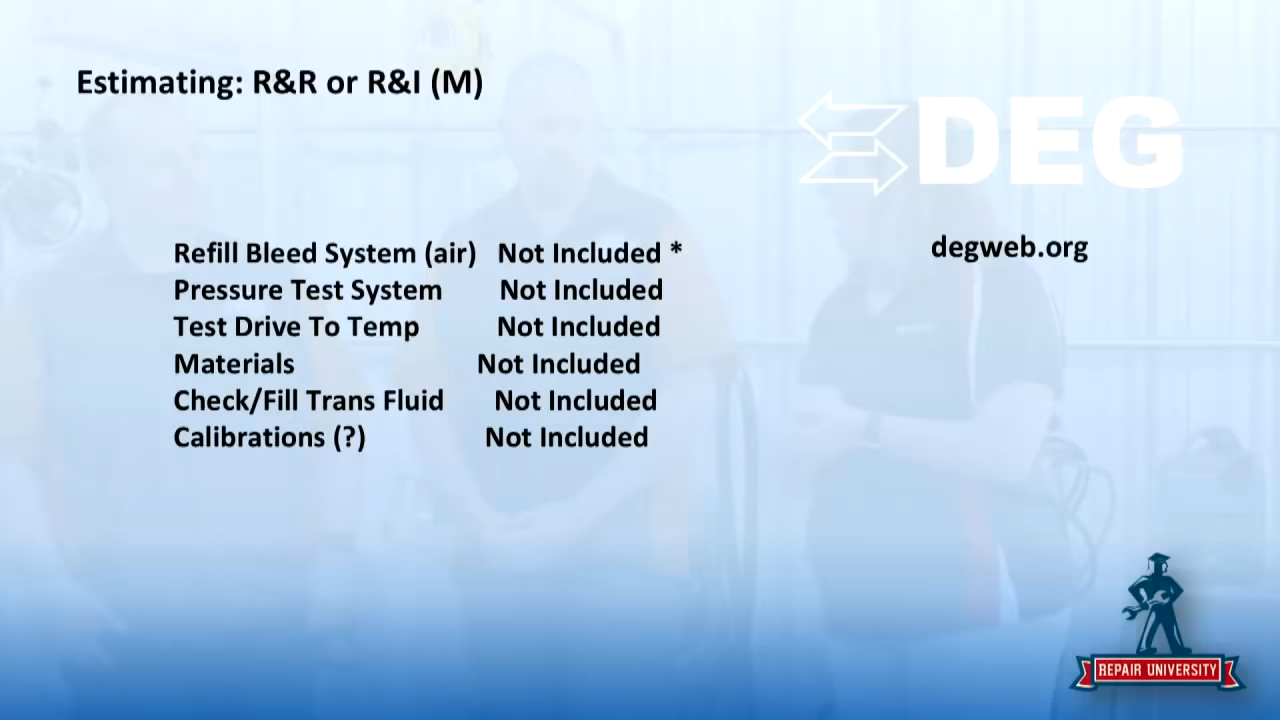 Estimating: R&R or R&I (M)
DEG
degweb.org
Refill Bleed System (air) Not Included *
Pressure Test System Not Included
Test Drive To Temp Not Included
Materials Not Included
Check/Fill Trans Fluid Not Included
Calibrations (?) Not Included
REPAIR UNIVERSITY